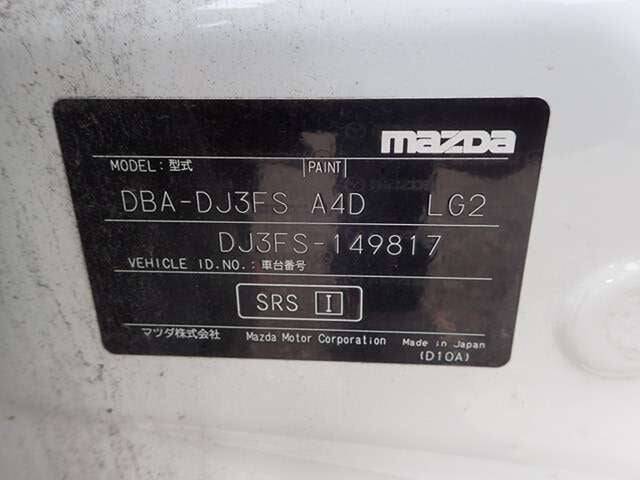 mazda
MODEL:型式 PAINT
DBA-DJ3FS A4D LG2
DJ3FS-149817
VEHICLE ID.NO.:車台番号
SRS I
マツダ株式会社 Mazda Motor Corporation Made in Japan
(D10A)